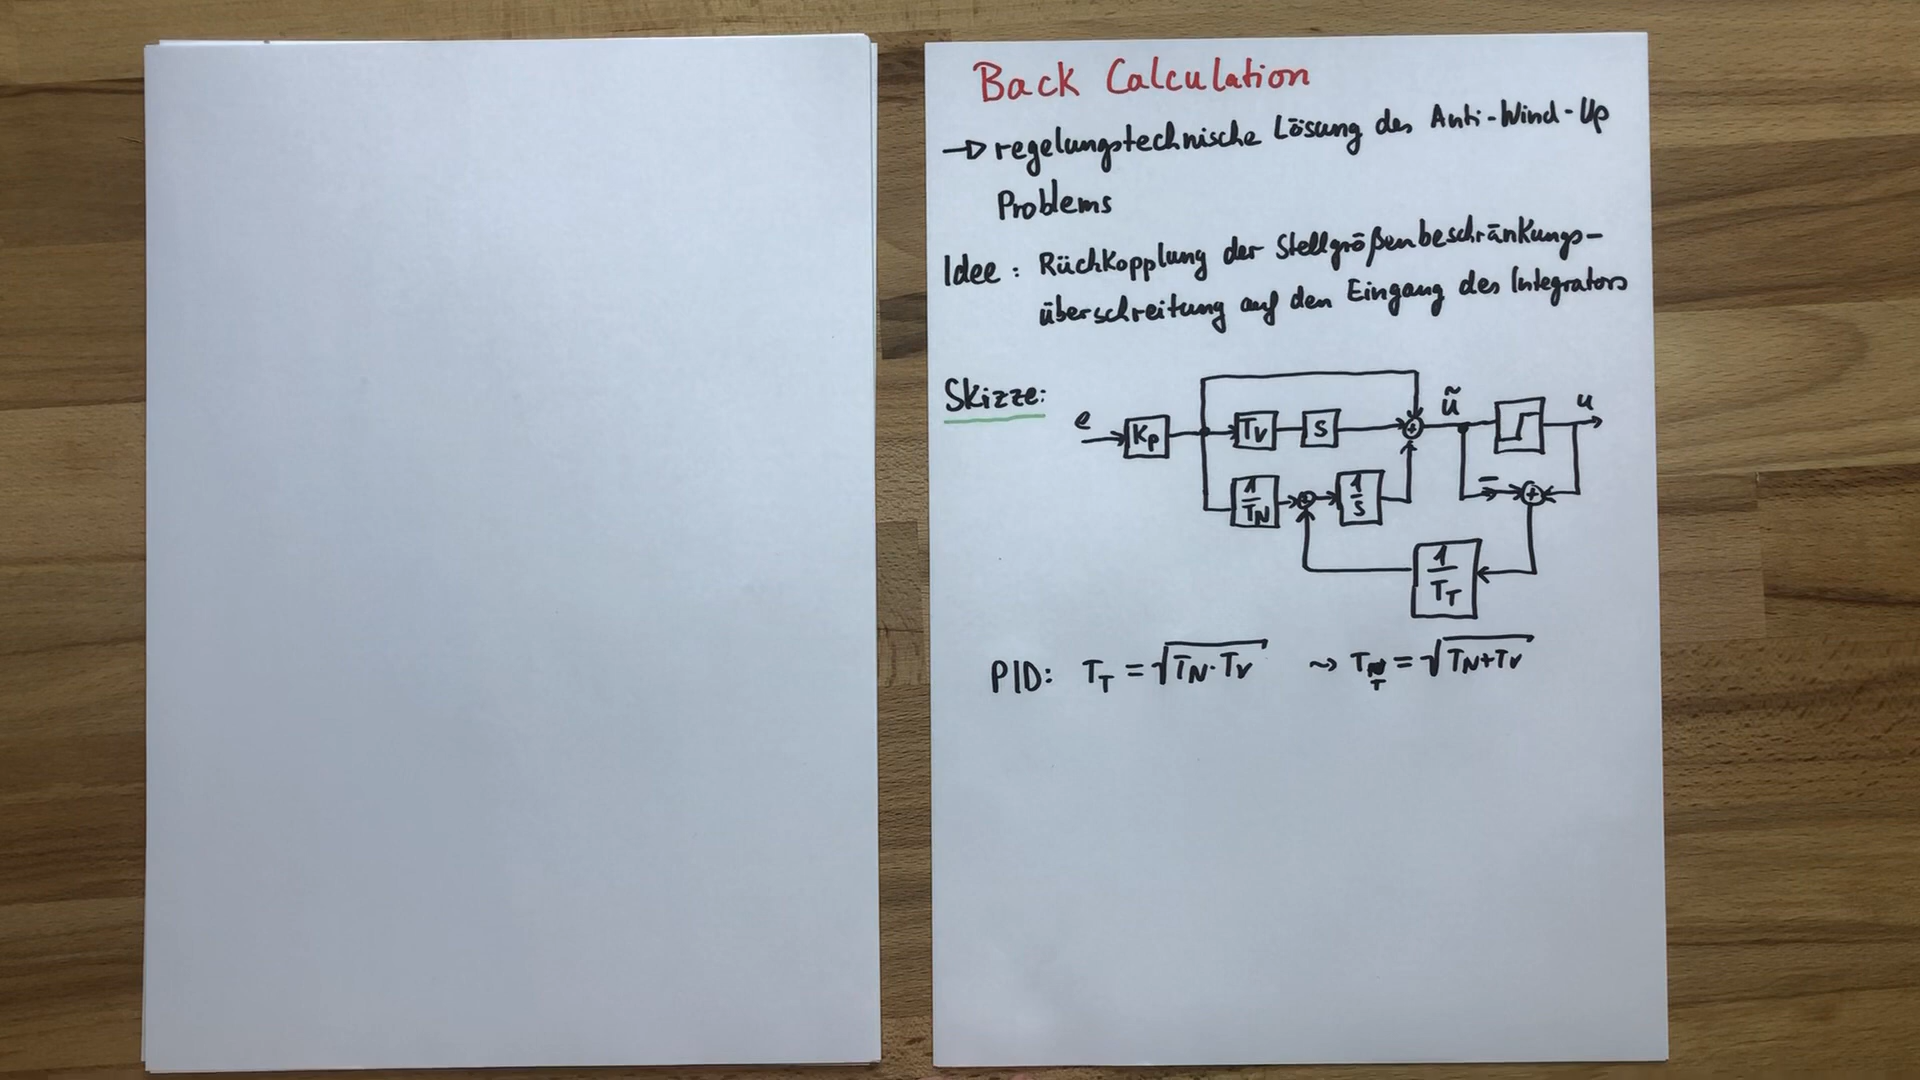 Back Calculation
→ regelungstechnische Lösung des Anti-Wind-Up
Problems
Idee: Rückkopplung der Stellgrößenbeschränkungs-
überschreitung auf den Eingang des Integrators
Skizze:
e Kp Tv s + ũ u
1/TN + 1/s - +
1/TT
PID: TT = √TN·Tv ⇝ TT = √TN+Tv